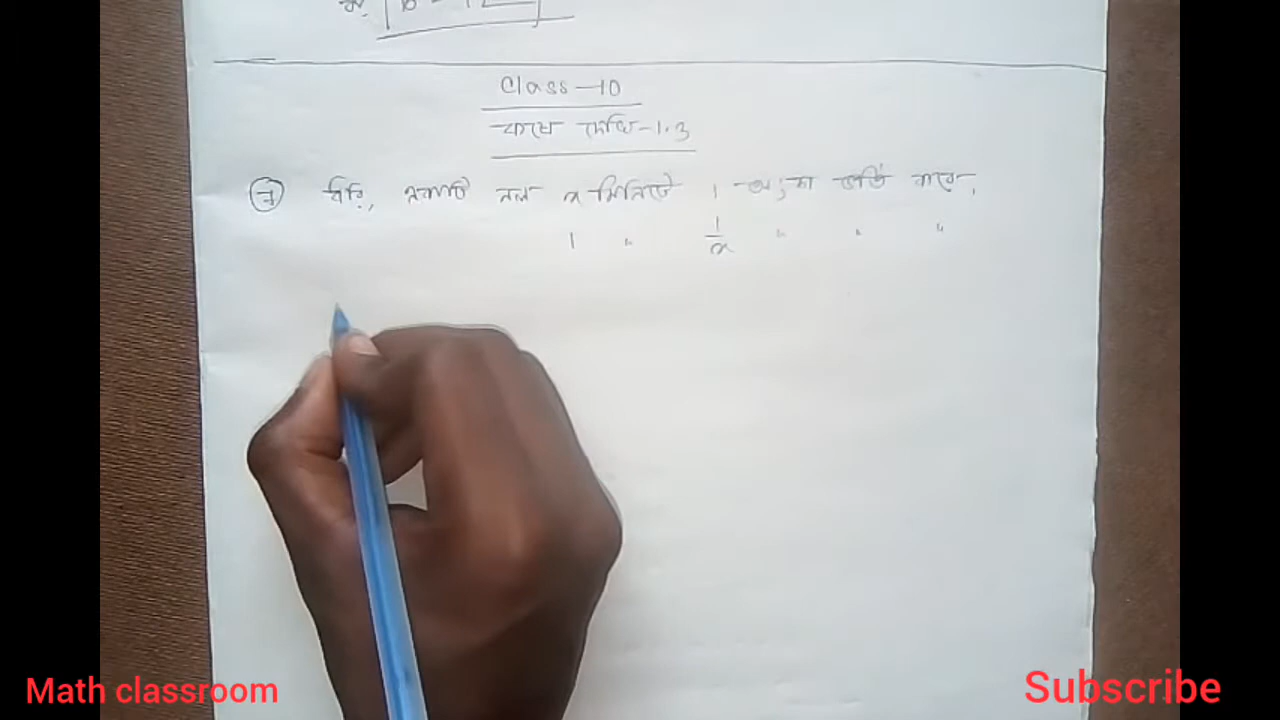 Class-10
কষে দেখি-1.3
ধরি, একটি নল x মিনিটে 1 অংশ ভর্তি করে,
1 " 1/x " " "
Math classroom
Subscribe